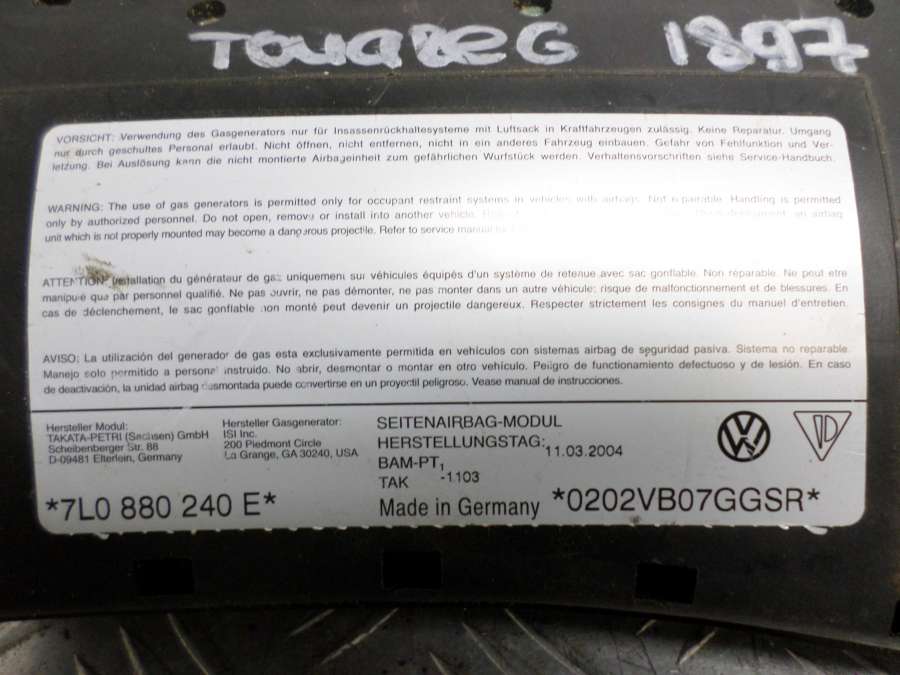 TOUAREG 1897
VORSICHT: Verwendung des Gasgenerators nur für Insassenrückhaltesysteme mit Luftsack in Kraftfahrzeugen zulässig. Keine Reparatur. Umgang
nur durch geschultes Personal erlaubt. Nicht öffnen, nicht entfernen, nicht in ein anderes Fahrzeug einbauen. Gefahr von Fehlfunktion und Ver-
letzung. Bei Auslösung kann die nicht montierte Airbageinheit zum gefährlichen Wurfstück werden. Verhaltensvorschriften siehe Service-Handbuch.
WARNING: The use of gas generators is permitted only for occupant restraint systems in vehicles with airbags. Not repairable. Handling is permitted
only by authorized personnel. Do not open, remove or install into another vehicle. an airbag
unit which is not properly mounted may become a dangerous projectile. Refer to service manual
ATTENTION: Installation du générateur de gaz uniquement sur véhicules équipés d'un système de retenue avec sac gonflable. Non reparable. Ne peut etre
manipulé que par personnel qualifié. Ne pas ouvrir, ne pas démonter, ne pas monter dans un autre véhicule: risque de malfonctionnement et de blessures. En
cas de déclenchement, le sac gonflable non monté peut devenir un projectile dangereux. Respecter strictement les consignes du manuel d'entretien.
AVISO: La utilización del generador de gas esta exclusivamente permitida en vehículos con sistemas airbag de seguridad pasiva. Sistema no reparable.
Manejo solo permitido a personal instruido. No abrir, desmontar o montar en otro vehículo. Peligro de funcionamiento defectuoso y de lesión. En caso
de deactivación, la unidad airbag desmontada puede convertirse en un proyectil peligroso. Vease manual de instrucciones.
Hersteller Modul:
TAKATA-PETRI (Sachsen) GmbH
Scheibenberger Str. 88
D-09481 Elterlein, Germany
Hersteller Gasgenerator:
ISI Inc.
200 Piedmont Circle
La Grange, GA 30240, USA
SEITENAIRBAG-MODUL
HERSTELLUNGSTAG: 11.03.2004
BAM-PT1
TAK -1103
Made in Germany
*7L0 880 240 E*
*0202VB07GGSR*
VW